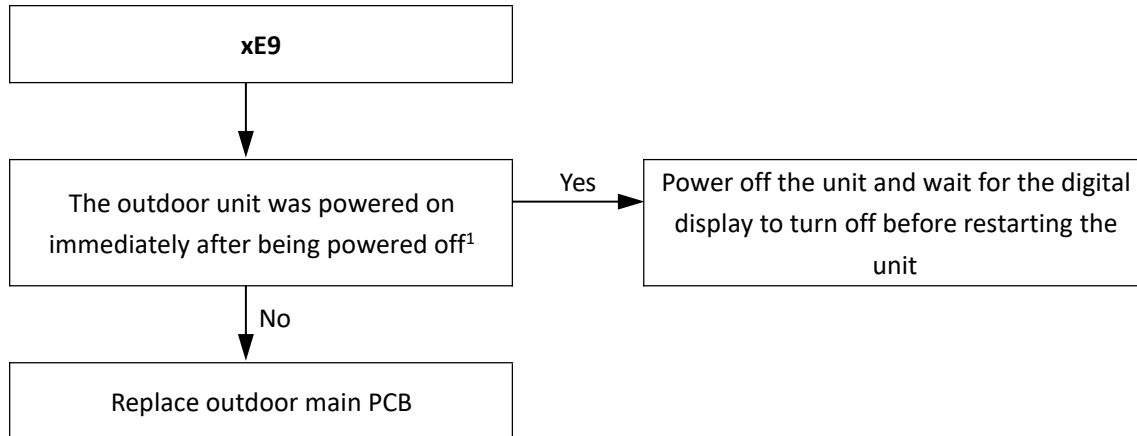 xE9
The outdoor unit was powered on
immediately after being powered off¹
Yes
Power off the unit and wait for the digital
display to turn off before restarting the
unit
No
Replace outdoor main PCB